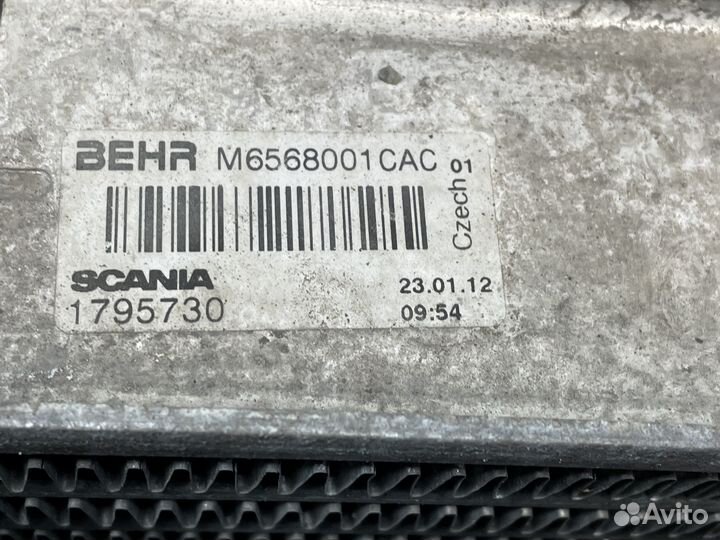 BEHR M6568001CAC
Czech 01
SCANIA
1795730
23.01.12
09:54
Avito